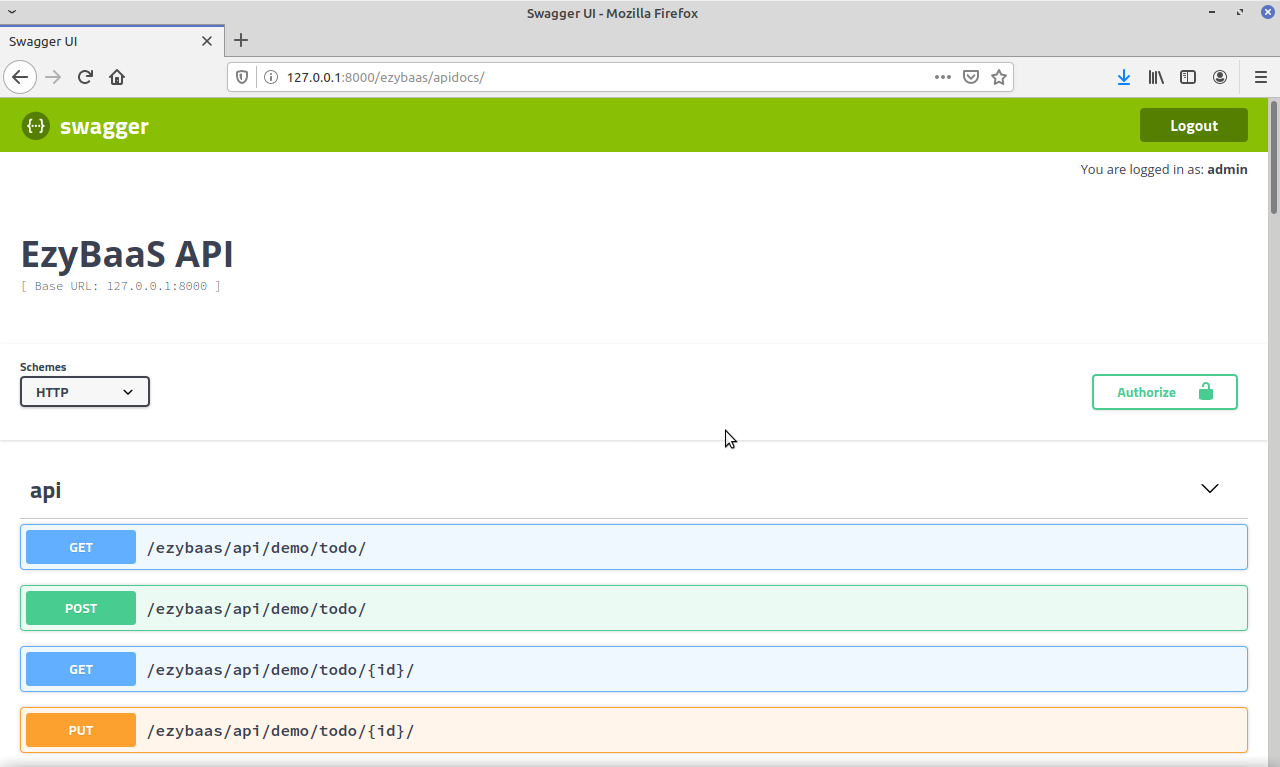 Swagger UI - Mozilla Firefox
Swagger UI
127.0.0.1:8000/ezybaas/apidocs/
swagger
Logout
You are logged in as: admin
EzyBaaS API
[ Base URL: 127.0.0.1:8000 ]
Schemes
HTTP
Authorize
api
GET /ezybaas/api/demo/todo/
POST /ezybaas/api/demo/todo/
GET /ezybaas/api/demo/todo/{id}/
PUT /ezybaas/api/demo/todo/{id}/